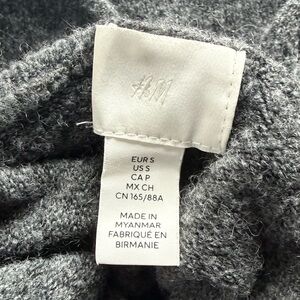 H&M
EUR S
US S
CA P
MX CH
CN 165/88A
MADE IN
MYANMAR
FABRIQUÉ EN
BIRMANIE